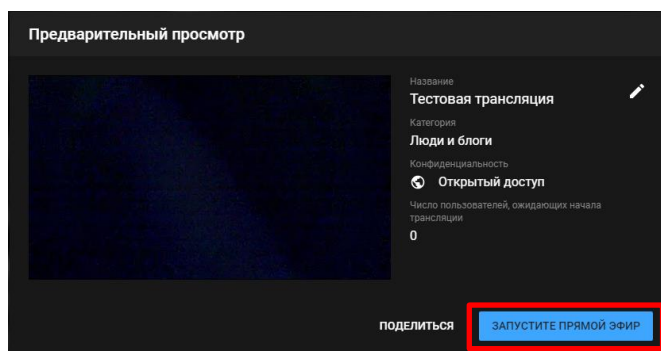 Предварительный просмотр
Название
Тестовая трансляция
Категория
Люди и блоги
Конфиденциальность
Открытый доступ
Число пользователей, ожидающих начала
трансляции
0
ПОДЕЛИТЬСЯ
ЗАПУСТИТЕ ПРЯМОЙ ЭФИР